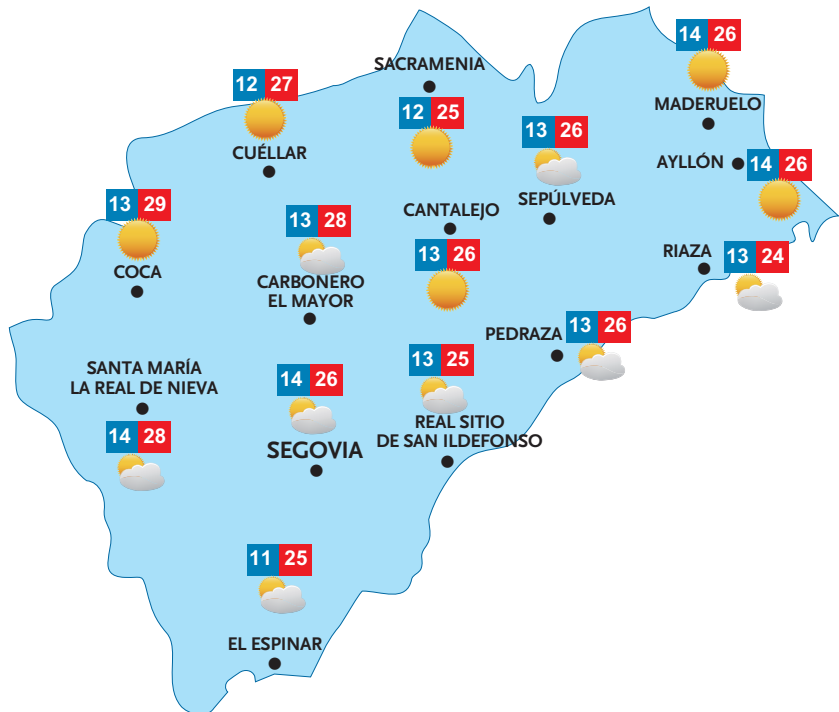 14 26
MADERUELO
SACRAMENIA
12 25
12 27
CUÉLLAR
13 26
SEPÚLVEDA
AYLLÓN
14 26
13 29
COCA
13 28
CARBONERO
EL MAYOR
CANTALEJO
13 26
RIAZA
13 24
PEDRAZA
13 26
SANTA MARÍA
LA REAL DE NIEVA
14 28
14 26
SEGOVIA
13 25
REAL SITIO
DE SAN ILDEFONSO
11 25
EL ESPINAR